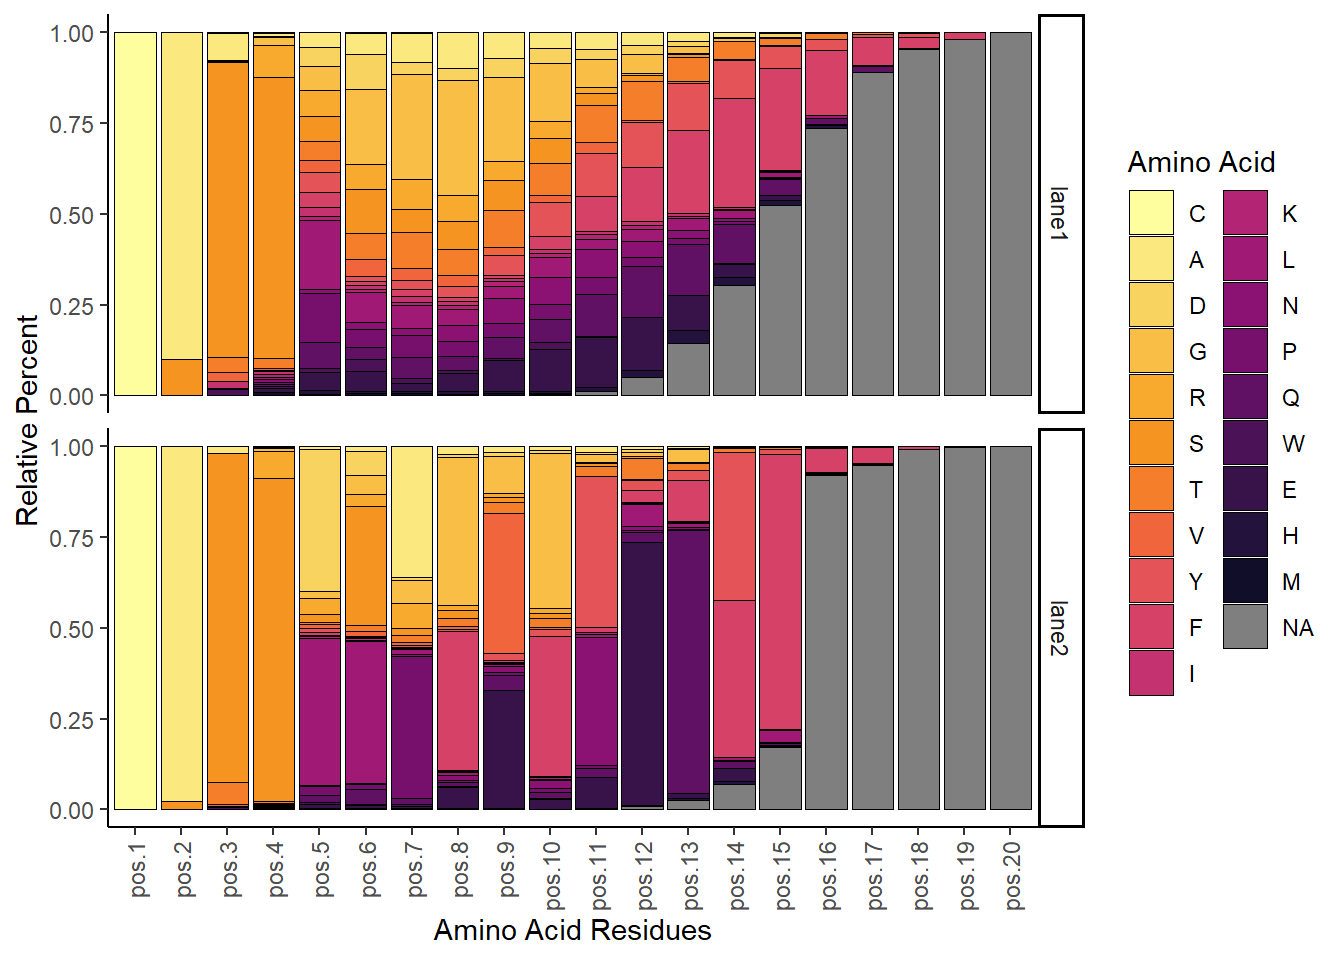 1.00
0.75
0.50
0.25
0.00
lane1
1.00
0.75
0.50
0.25
0.00
lane2
Relative Percent
pos.1
pos.2
pos.3
pos.4
pos.5
pos.6
pos.7
pos.8
pos.9
pos.10
pos.11
pos.12
pos.13
pos.14
pos.15
pos.16
pos.17
pos.18
pos.19
pos.20
Amino Acid Residues
Amino Acid
C
A
D
G
R
S
T
V
Y
F
I
K
L
N
P
Q
W
E
H
M
NA